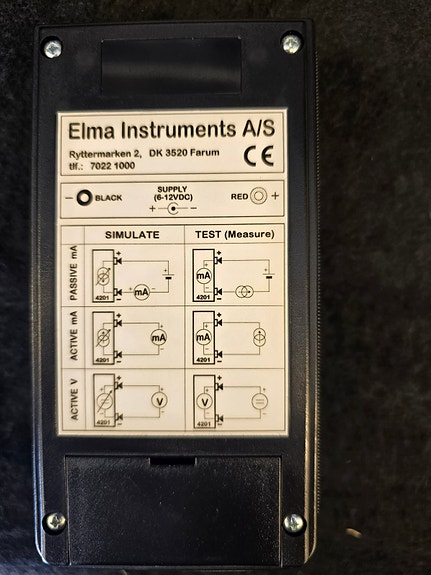 Elma Instruments A/S
Ryttermarken 2, DK 3520 Farum
tlf.: 7022 1000 CE
− BLACK SUPPLY (6-12VDC) + − RED +
SIMULATE TEST (Measure)
PASSIVE mA
+ − 4201 + mA − +
+ − mA 4201 + − +
ACTIVE mA
+ − 4201 + mA −
+ − mA 4201 + −
ACTIVE V
+ − 4201 + V −
+ − V 4201 + −